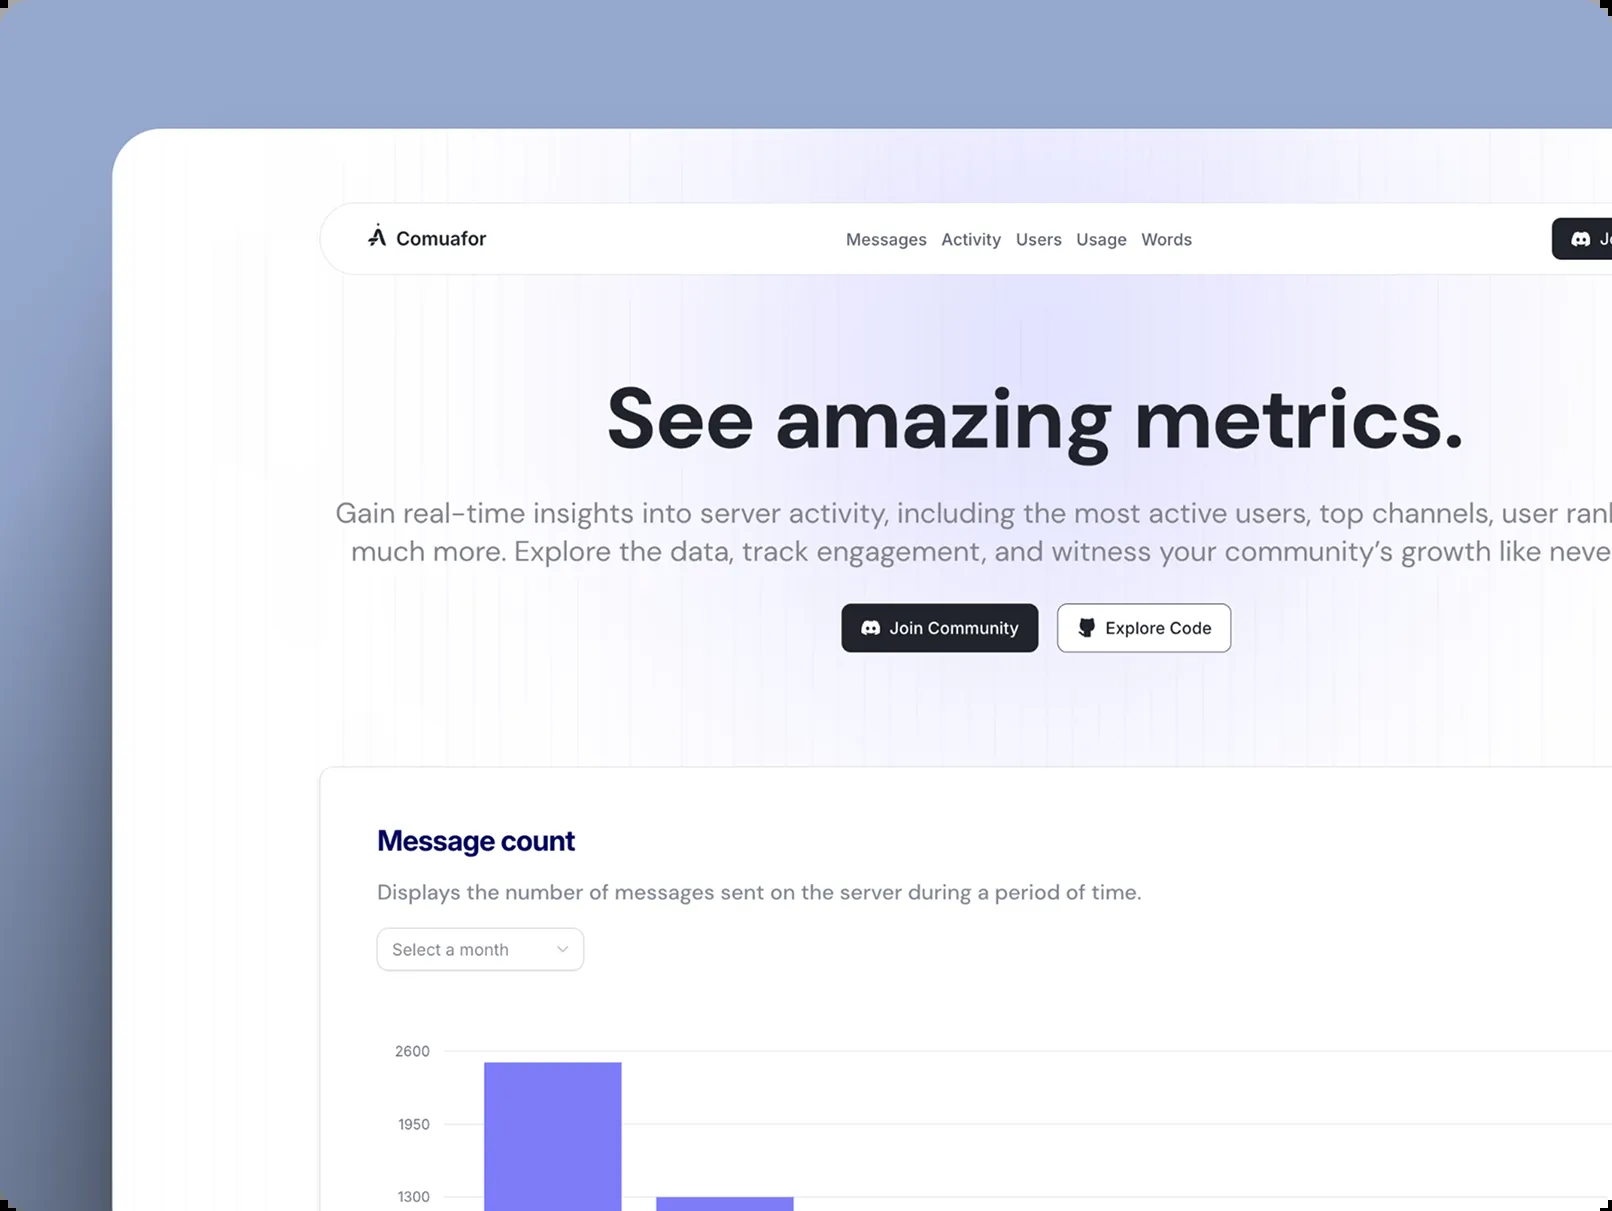 Comuafor
Messages Activity Users Usage Words
See amazing metrics.
Gain real-time insights into server activity, including the most active users, top channels, user
much more. Explore the data, track engagement, and witness your community’s growth like
Join Community
Explore Code
Message count
Displays the number of messages sent on the server during a period of time.
Select a month
2600
1950
1300